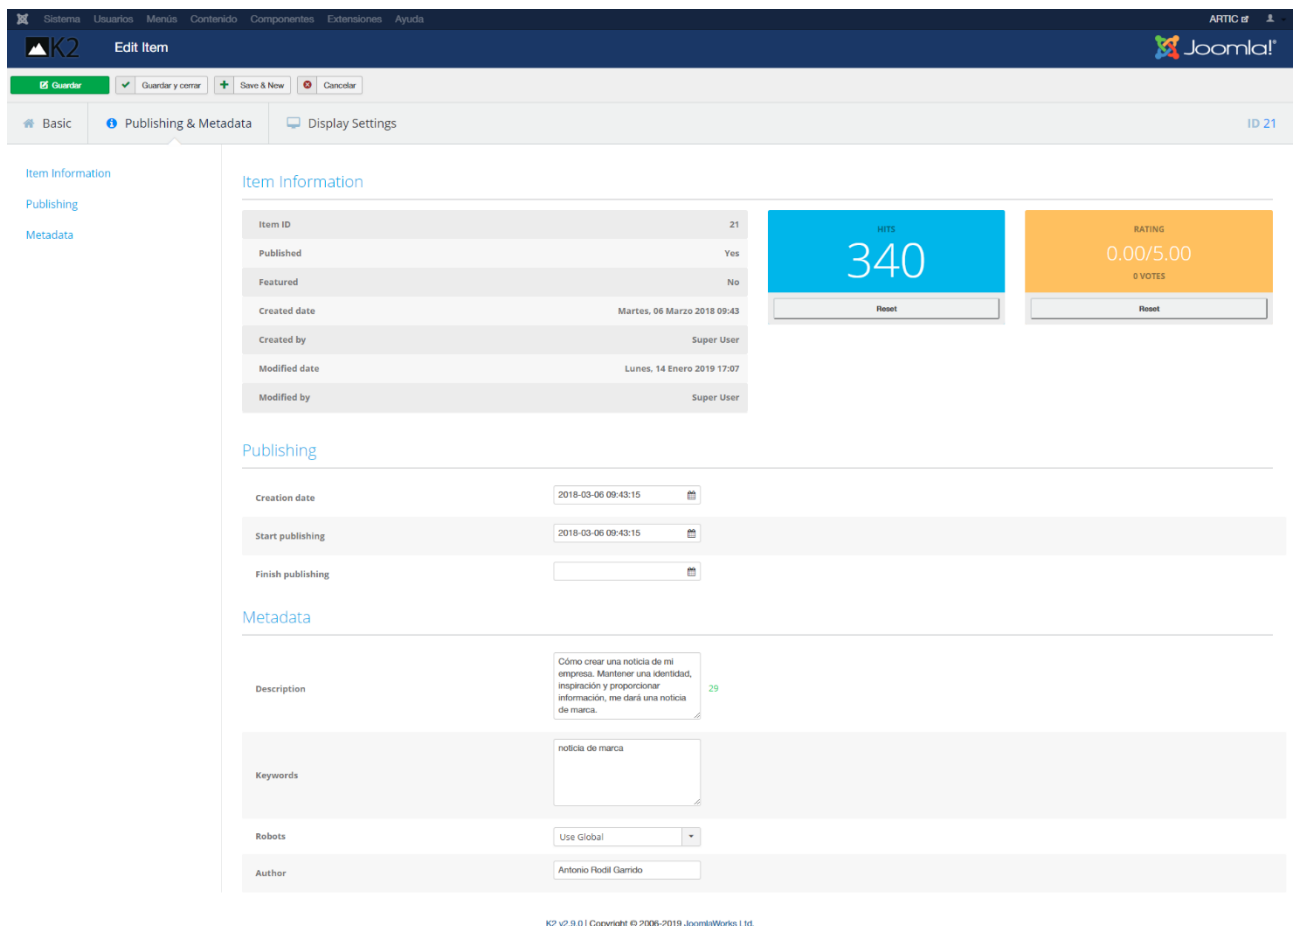 Sistema Usuarios Menús Contenido Componentes Extensiones Ayuda ARTIC
K2 Edit Item Joomla!®
Guardar Guardar y cerrar Save & New Cancelar
Basic Publishing & Metadata Display Settings ID 21
Item Information
Publishing
Metadata
Item Information
Item ID 21
Published Yes
Featured No
Created date Martes, 06 Marzo 2018 09:43
Created by Super User
Modified date Lunes, 14 Enero 2019 17:07
Modified by Super User
HITS
340
Reset
RATING
0.00/5.00
0 VOTES
Reset
Publishing
Creation date 2018-03-06 09:43:15
Start publishing 2018-03-06 09:43:15
Finish publishing
Metadata
Description
Cómo crear una noticia de mi
empresa. Mantener una identidad,
inspiración y proporcionar
información, me dará una noticia
de marca.
29
Keywords
noticia de marca
Robots Use Global
Author Antonio Rodil Garrido
K2 v2.9.0 | Copyright © 2006-2019 JoomlaWorks Ltd.